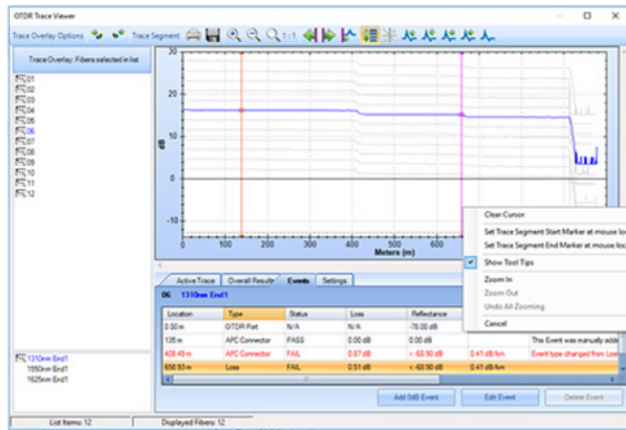 OTDR Trace Viewer
Trace Overlay Options Trace Segment: 1:1
Trace Overlay: Fibers selected in list
01
02
03
04
05
06
07
08
09
10
11
12
30
20
10
0
-10
dB
0 100 200 300 400 500 600
Meters (m)
Clear Cursor
Set Trace Segment Start Marker at mouse loc
Set Trace Segment End Marker at mouse loc
Show Tool Tips
Zoom In
Zoom Out
Undo All Zooming
Cancel
Active Trace Overall Results Events Settings
06 1310nm End1
Location Type Status Loss Reflectance
0.00 m OTDR Port N/A N/A -78.00 dB
135 m APC Connector PASS 0.00 dB 0.00 dB This Event was manually adde
408.49 m APC Connector FAIL 0.87 dB < -60.90 dB 0.41 dB/km Event type changed from Loss
658.93 m Loss FAIL 0.51 dB < -60.90 dB 0.41 dB/km
1310nm End1
1550nm End1
1625nm End1
Add 0dB Event Edit Event Delete Event
List Items: 12 Displayed Fibers: 12